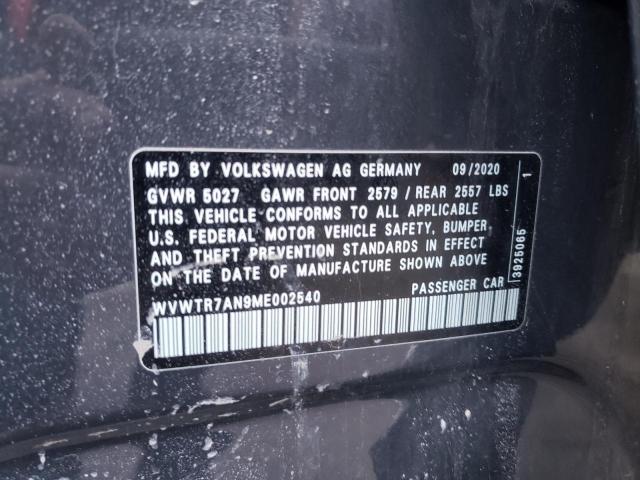 MFD BY VOLKSWAGEN AG GERMANY 09/2020
GVWR 5027 GAWR FRONT 2579 / REAR 2557 LBS
THIS VEHICLE CONFORMS TO ALL APPLICABLE
U.S. FEDERAL MOTOR VEHICLE SAFETY, BUMPER,
AND THEFT PREVENTION STANDARDS IN EFFECT
ON THE DATE OF MANUFACTURE SHOWN ABOVE
WVWTR7AN9ME002540 PASSENGER CAR
3925065 1